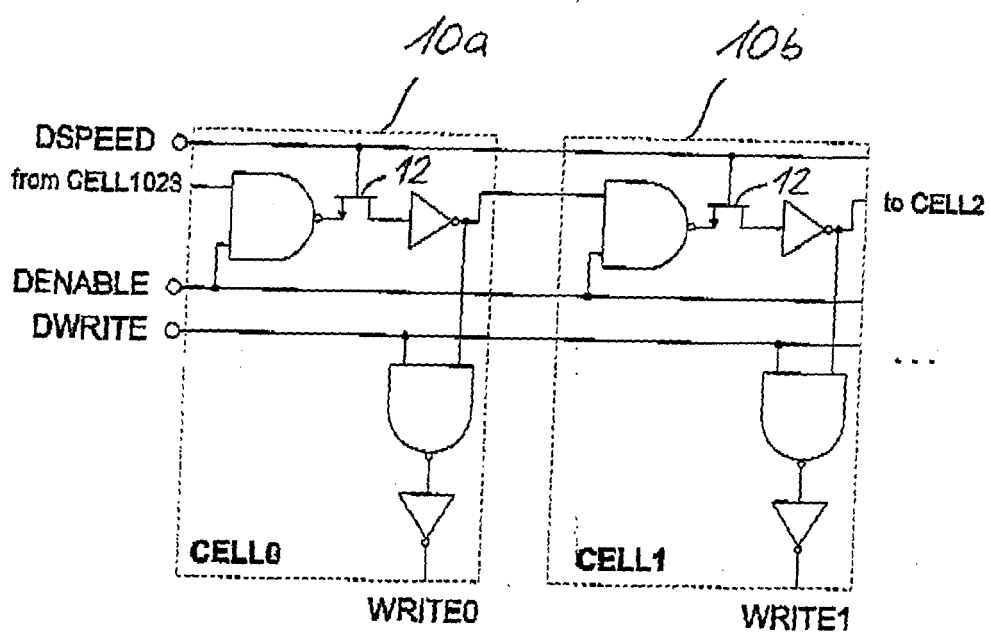 10a
10b
DSPEED
from CELL1023
12
12
to CELL2
DENABLE
DWRITE
...
CELL0
CELL1
WRITE0
WRITE1